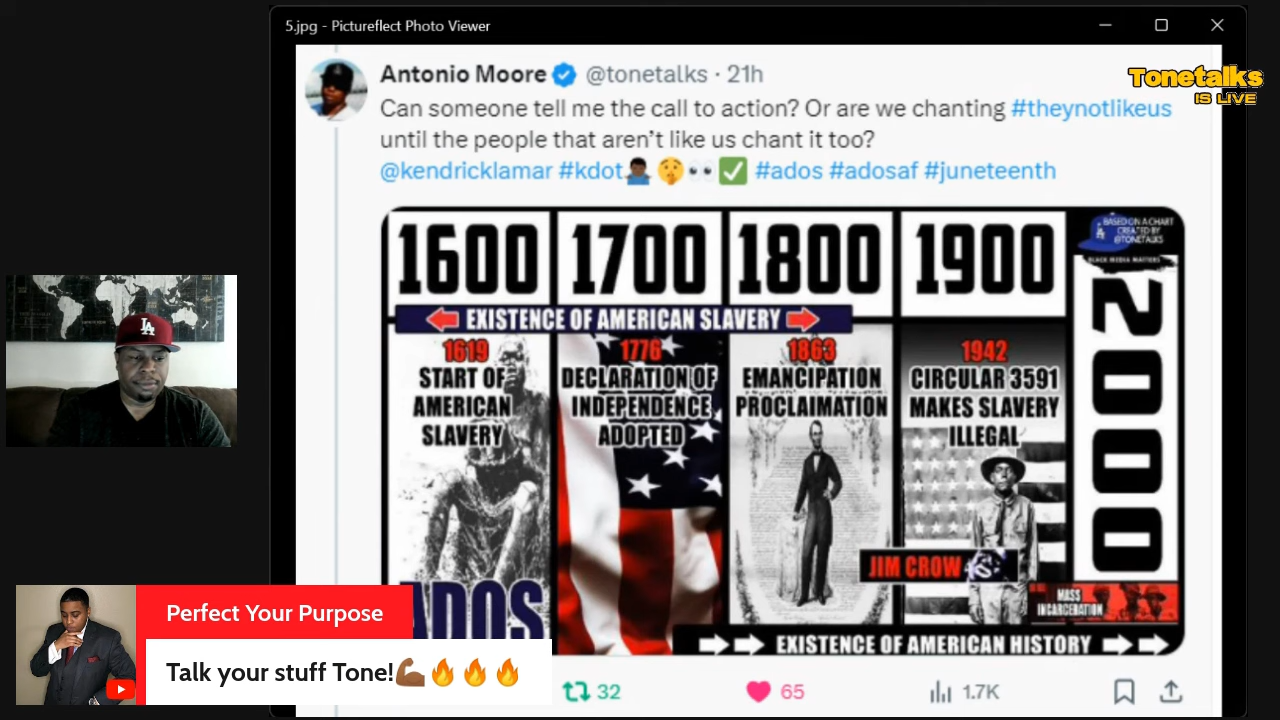 5.jpg - Pictureflect Photo Viewer
Tonetalks
IS LIVE
Antonio Moore @tonetalks · 21h
Can someone tell me the call to action? Or are we chanting #theynotlikeus
until the people that aren’t like us chant it too?
@kendricklamar #kdot🤷🏿‍♂️🤫👀✅ #ados #adosaf #juneteenth
1600 1700 1800 1900 2000
BASED ON A CHART
CREATED BY
@TONETALKS
BLACK MEDIA MATTERS
EXISTENCE OF AMERICAN SLAVERY
1619
START OF
AMERICAN
SLAVERY
1776
DECLARATION OF
INDEPENDENCE
ADOPTED
1863
EMANCIPATION
PROCLAIMATION
1942
CIRCULAR 3591
MAKES SLAVERY
ILLEGAL
JIM CROW
MASS
INCARCERATION
ADOS
EXISTENCE OF AMERICAN HISTORY
32 65 1.7K
LA
Perfect Your Purpose
Talk your stuff Tone!💪🏾🔥🔥🔥